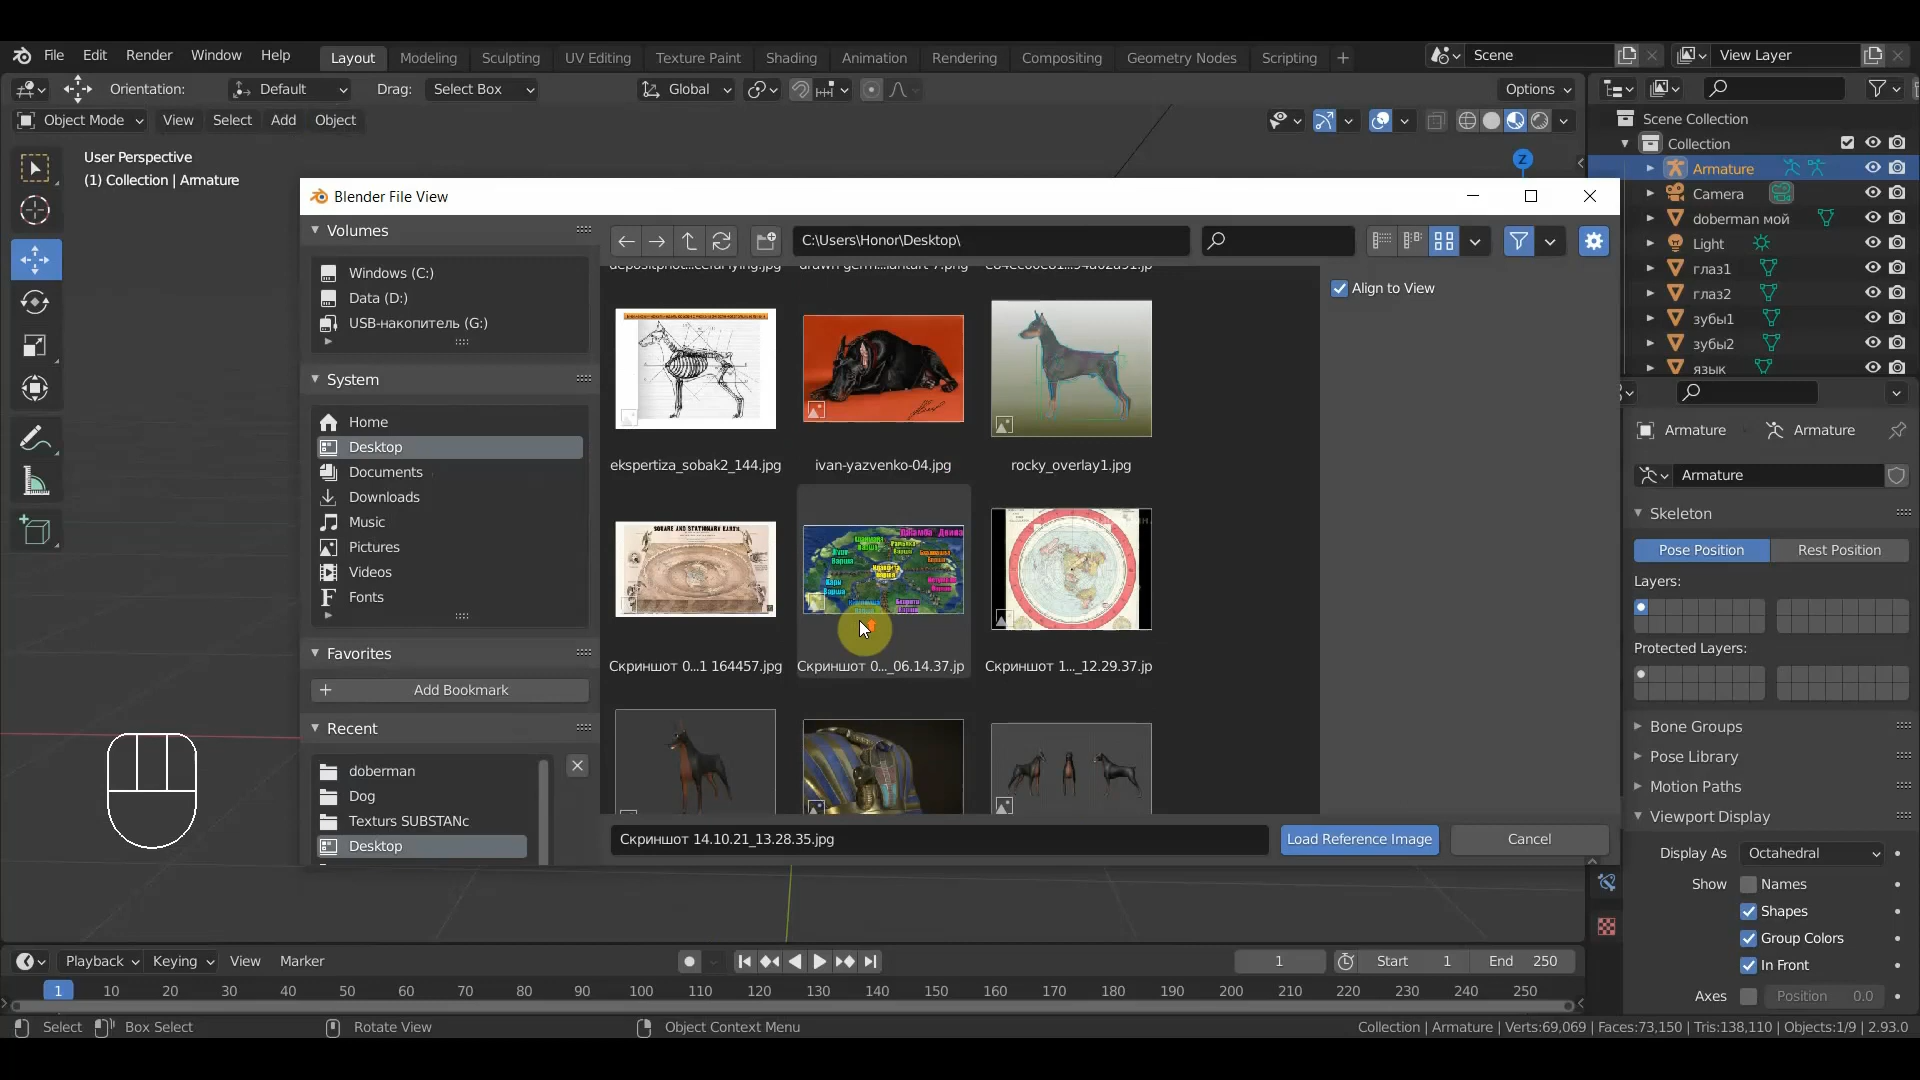 File Edit Render Window Help Layout Modeling Sculpting UV Editing Texture Paint Shading Animation Rendering Compositing Geometry Nodes Scripting + Scene View Layer
Orientation: Default Drag: Select Box Global Options
Object Mode View Select Add Object
User Perspective
(1) Collection | Armature
Z
Scene Collection
Collection
Armature
Camera
doberman мой
Light
глаз1
глаз2
зубы1
зубы2
язык
Blender File View
Volumes
Windows (C:)
Data (D:)
USB-накопитель (G:)
System
Home
Desktop
Documents
Downloads
Music
Pictures
Videos
Fonts
Favorites
Add Bookmark
Recent
doberman
Dog
Texturs SUBSTANc
Desktop
C:\Users\Honor\Desktop\
Align to View
ekspertiza_sobak2_144.jpg
ivan-yazvenko-04.jpg
rocky_overlay1.jpg
SQUARE AND STATIONARY EARTH
Скриншот 0...1 164457.jpg
Скриншот 0..._06.14.37.jp
Скриншот 1..._12.29.37.jp
Скриншот 14.10.21_13.28.35.jpg
Load Reference Image
Cancel
Armature Armature
Armature
Skeleton
Pose Position Rest Position
Layers:
Protected Layers:
Bone Groups
Pose Library
Motion Paths
Viewport Display
Display As Octahedral
Show Names
Shapes
Group Colors
In Front
Axes Position 0.0
Playback Keying View Marker 1 Start 1 End 250
1 10 20 30 40 50 60 70 80 90 100 110 120 130 140 150 160 170 180 190 200 210 220 230 240 250
Select Box Select Rotate View Object Context Menu Collection | Armature | Verts:69,069 | Faces:73,150 | Tris:138,110 | Objects:1/9 | 2.93.0